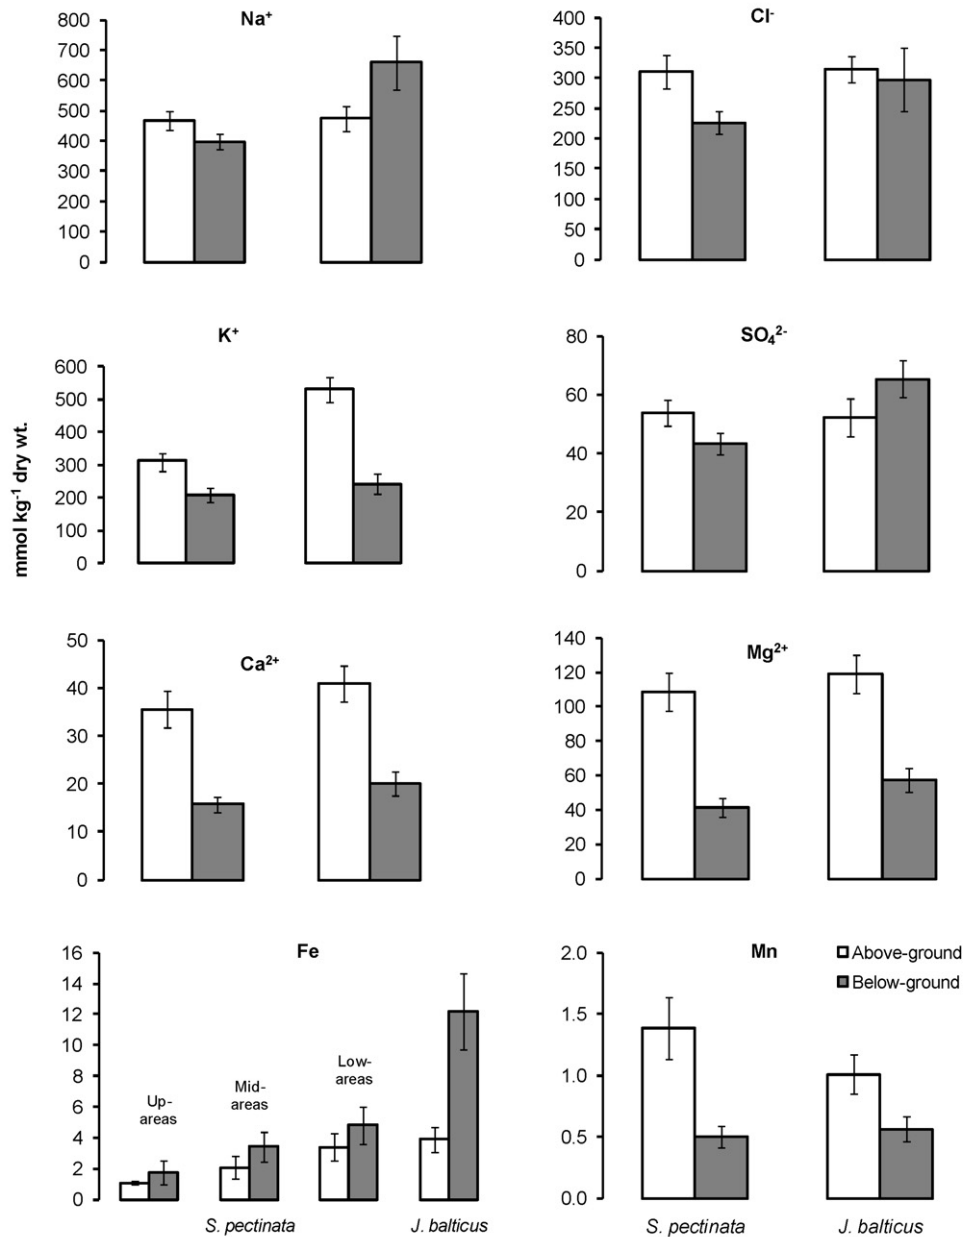 mmol kg⁻¹ dry wt.
Na⁺
800
700
600
500
400
300
200
100
0
Cl⁻
400
350
300
250
200
150
100
50
0
K⁺
600
500
400
300
200
100
0
SO₄²⁻
80
60
40
20
0
Ca²⁺
50
40
30
20
10
0
Mg²⁺
140
120
100
80
60
40
20
0
Fe
16
14
12
10
8
6
4
2
0
Up-
areas
Mid-
areas
Low-
areas
S. pectinata
J. balticus
Mn
2.0
1.5
1.0
0.5
0.0
Above-ground
Below-ground
S. pectinata
J. balticus